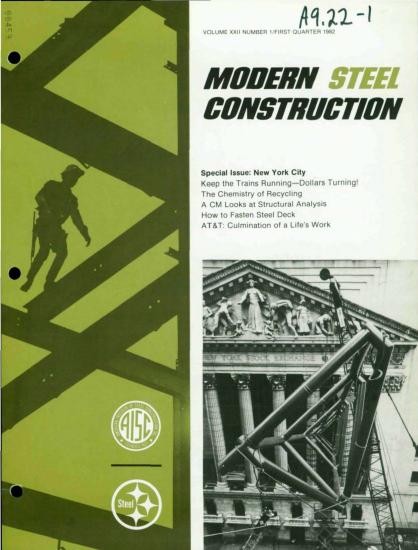 A9.22-1
VOLUME XXII NUMBER 1/FIRST QUARTER 1982
MODERN STEEL
CONSTRUCTION
Special Issue: New York City
Keep the Trains Running—Dollars Turning!
The Chemistry of Recycling
A CM Looks at Structural Analysis
How to Fasten Steel Deck
AT&T: Culmination of a Life's Work
NEW YORK STOCK EXCHANGE
AISC
Steel